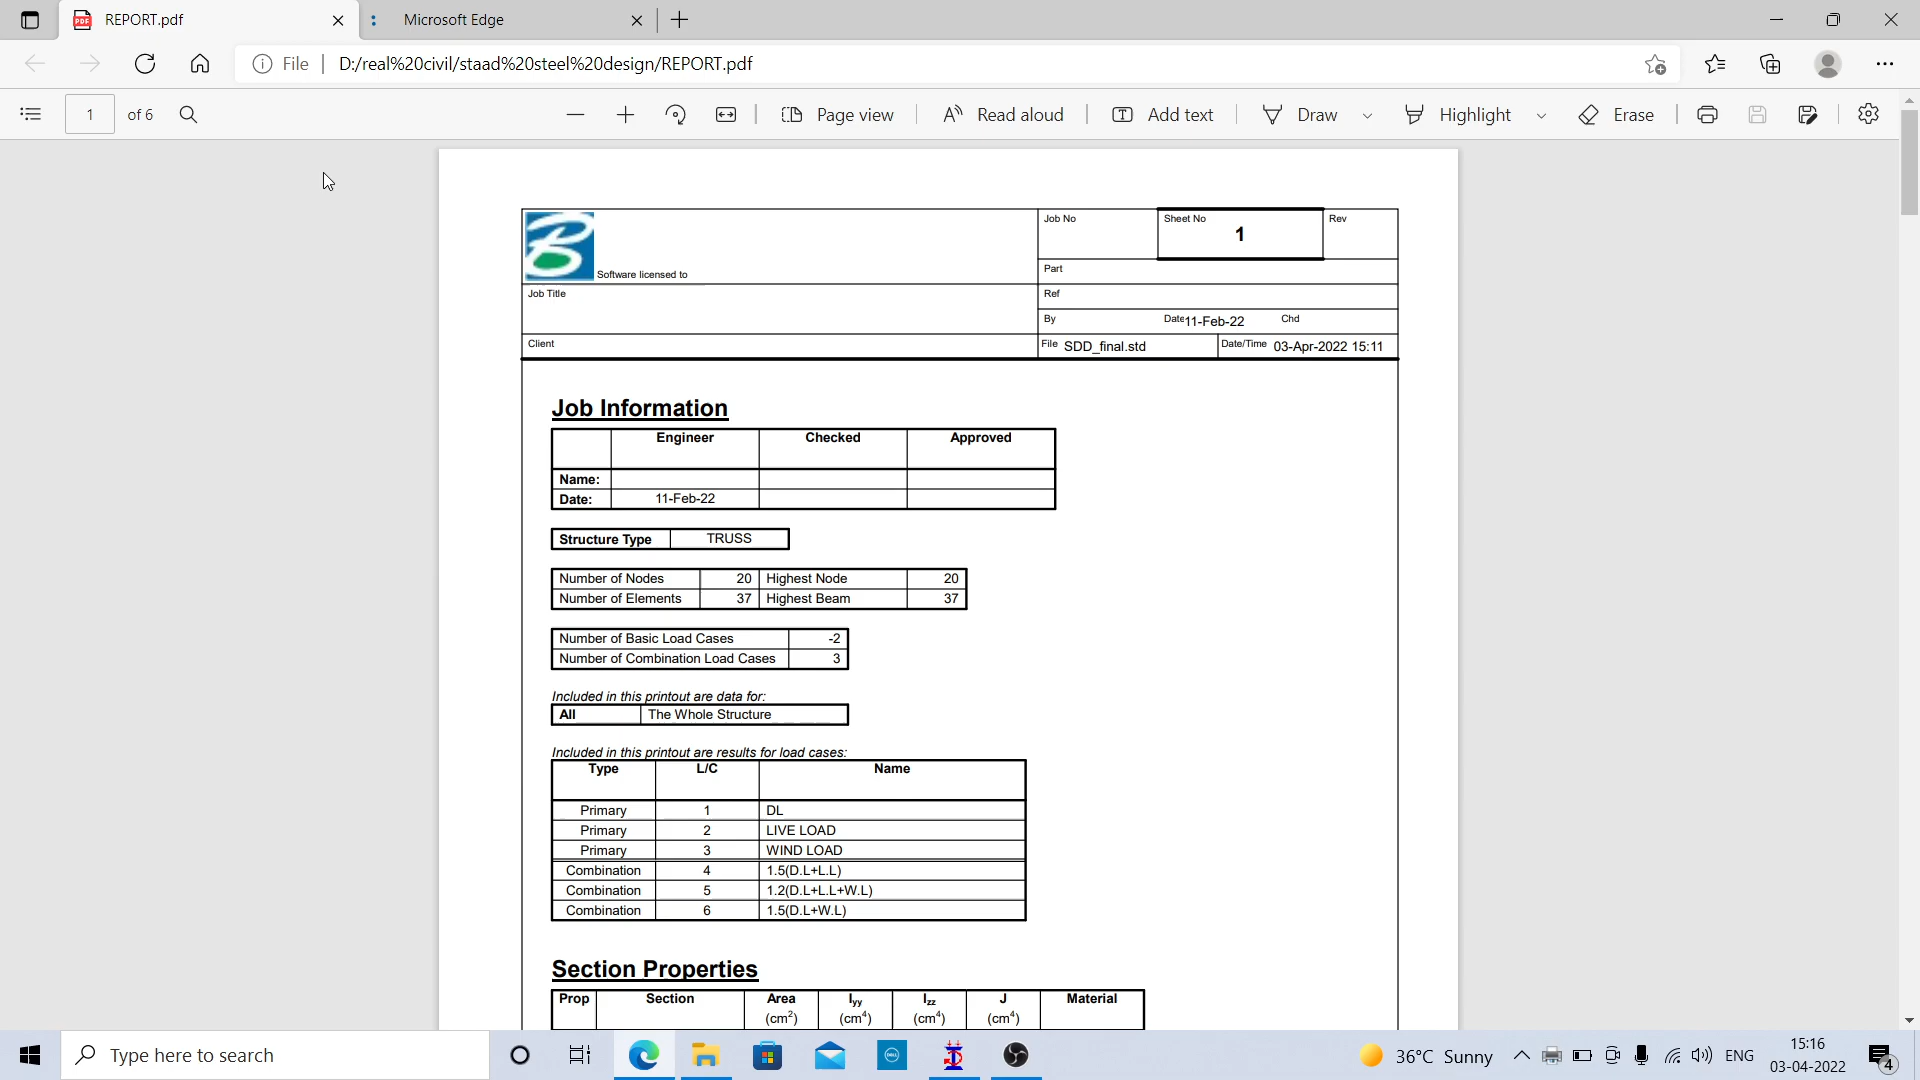 REPORT.pdf
Microsoft Edge
File
D:/real%20civil/staad%20steel%20design/REPORT.pdf
1 of 6
Page view
Read aloud
Add text
Draw
Highlight
Erase
Software licensed to
Job No
Sheet No
1
Rev
Part
Job Title
Ref
By
Date 11-Feb-22
Chd
Client
File SDD_final.std
Date/Time 03-Apr-2022 15:11
Job Information
Engineer Checked Approved
Name:
Date: 11-Feb-22
Structure Type TRUSS
Number of Nodes 20 Highest Node 20
Number of Elements 37 Highest Beam 37
Number of Basic Load Cases -2
Number of Combination Load Cases 3
Included in this printout are data for:
All The Whole Structure
Included in this printout are results for load cases:
Type L/C Name
Primary 1 DL
Primary 2 LIVE LOAD
Primary 3 WIND LOAD
Combination 4 1.5(D.L+L.L)
Combination 5 1.2(D.L+L.L+W.L)
Combination 6 1.5(D.L+W.L)
Section Properties
Prop Section Area Iyy Izz J Material
(cm²) (cm⁴) (cm⁴) (cm⁴)
Type here to search
36°C Sunny
ENG
15:16
03-04-2022
4